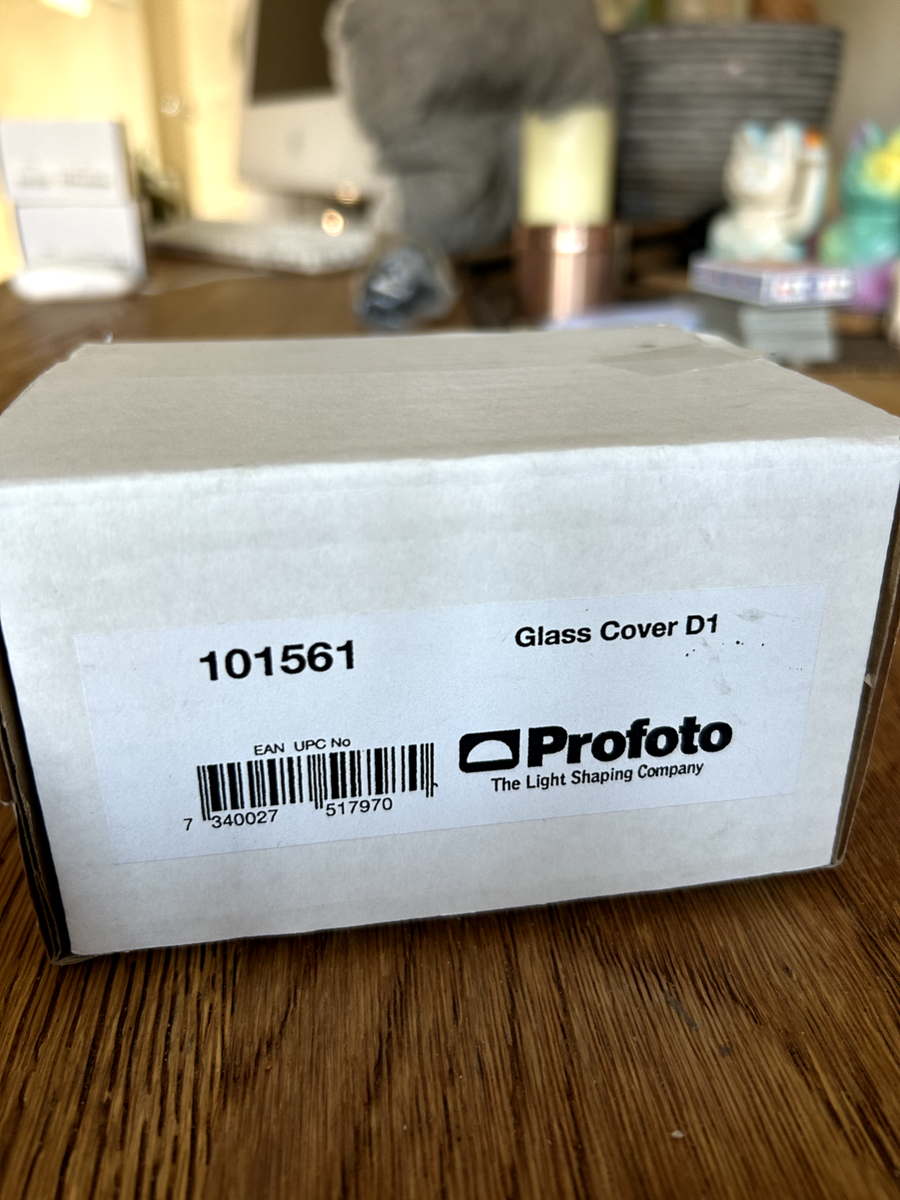 101561
Glass Cover D1
EAN UPC No
7 340027 517970
Profoto
The Light Shaping Company